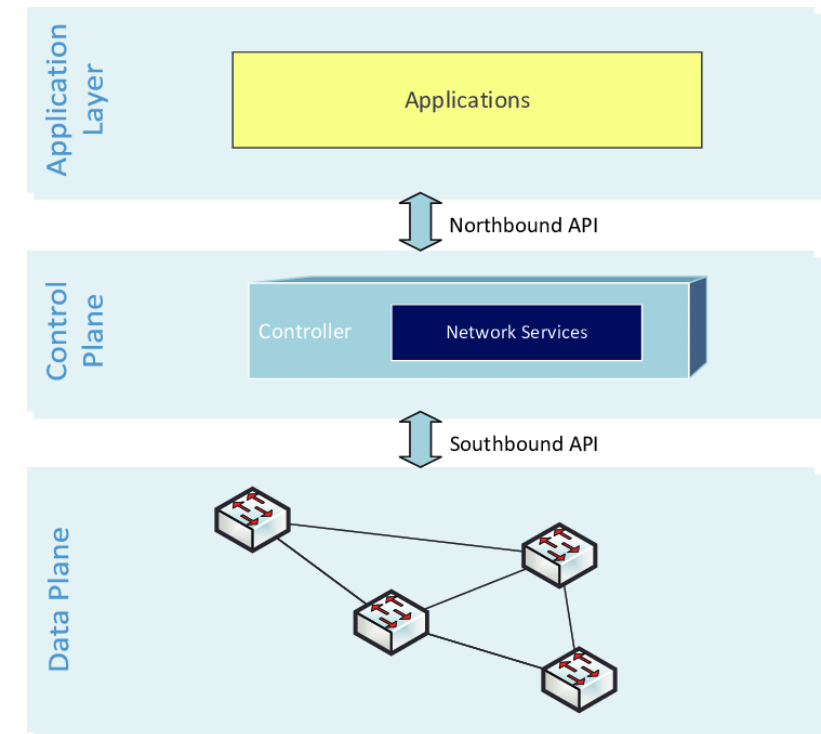 Application
Layer
Applications
Northbound API
Control
Plane
Controller
Network Services
Southbound API
Data Plane